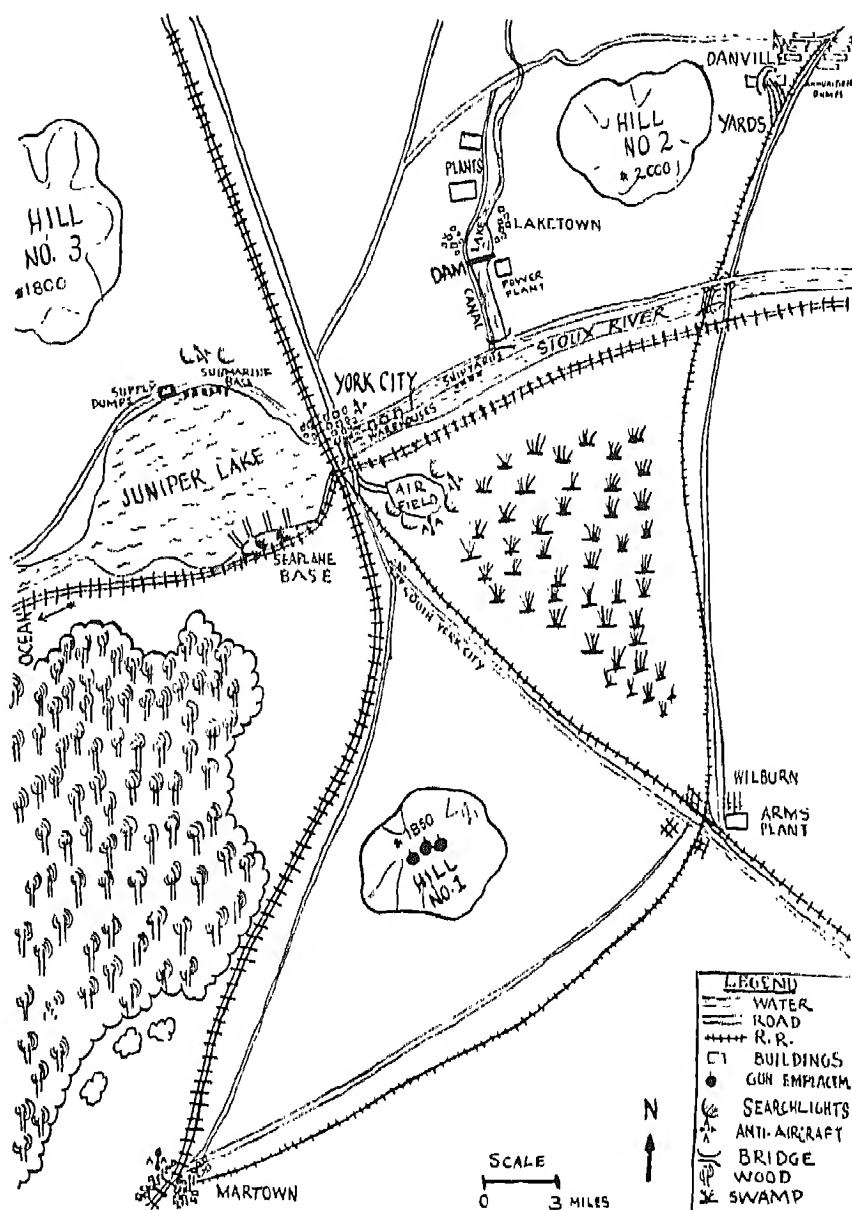 DANVILLE
AMMUNITION
DUMPS
YARDS
HILL
NO 2
*2000
PLANTS
LAKE
LAKETOWN
DAM
POWER
PLANT
CANAL
HILL
NO. 3
*1800
SIOUX RIVER
SHIPYARDS
SUBMARINE
BASE
SUPPLY
DUMPS
YORK CITY
WAREHOUSES
JUNIPER LAKE
AIR
FIELD
SEAPLANE
BASE
OCEAN
SOUTH YORK CITY
WILBURN
ARMS
PLANT
*1850
HILL
NO.1
MARTOWN
N
SCALE
0 3 MILES
LEGEND
WATER
ROAD
R.R.
BUILDINGS
GUN EMPLACEM
SEARCHLIGHTS
ANTI-AIRCRAFT
BRIDGE
WOOD
SWAMP